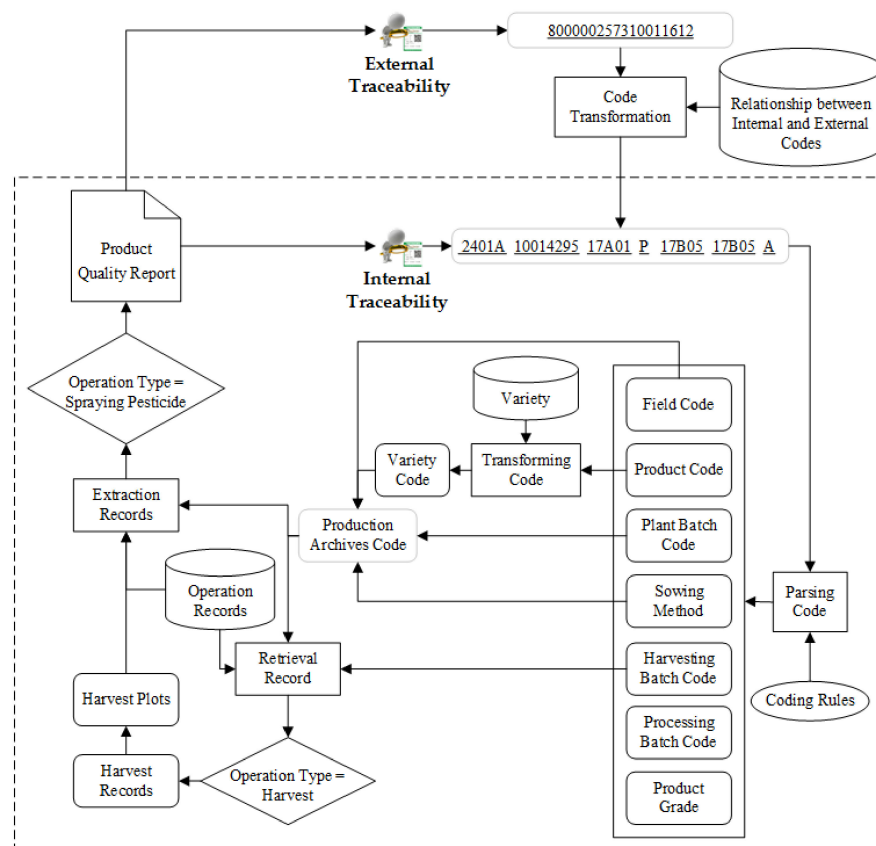 800000257310011612
External
Traceability
Code
Transformation
Relationship between
Internal and External
Codes
Product
Quality Report
2401A 10014295 17A01 P 17B05 17B05 A
Internal
Traceability
Operation Type =
Spraying Pesticide
Variety
Field Code
Variety
Code
Transforming
Code
Product Code
Extraction
Records
Production
Archives Code
Plant Batch
Code
Operation
Records
Sowing
Method
Parsing
Code
Retrieval
Record
Harvesting
Batch Code
Harvest Plots
Coding Rules
Processing
Batch Code
Harvest
Records
Operation Type =
Harvest
Product
Grade